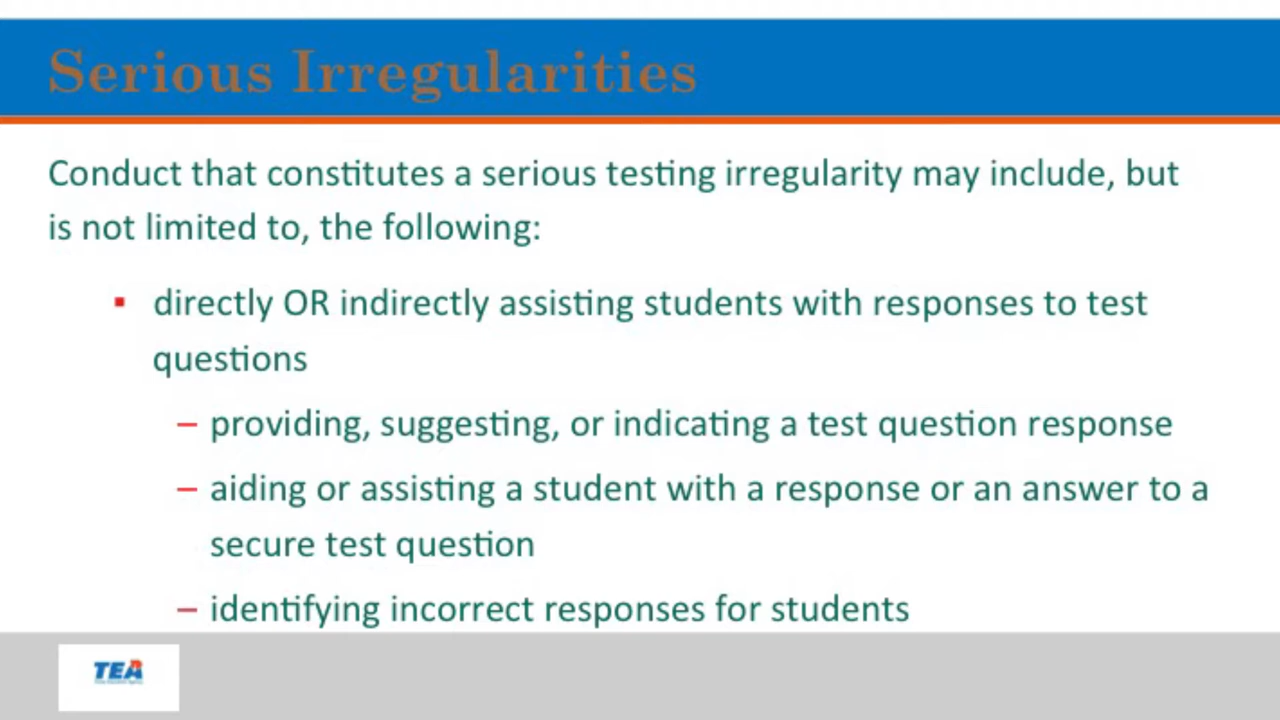 Serious Irregularities
Conduct that constitutes a serious testing irregularity may include, but
is not limited to, the following:
▪ directly OR indirectly assisting students with responses to test
questions
– providing, suggesting, or indicating a test question response
– aiding or assisting a student with a response or an answer to a
secure test question
– identifying incorrect responses for students
TEA